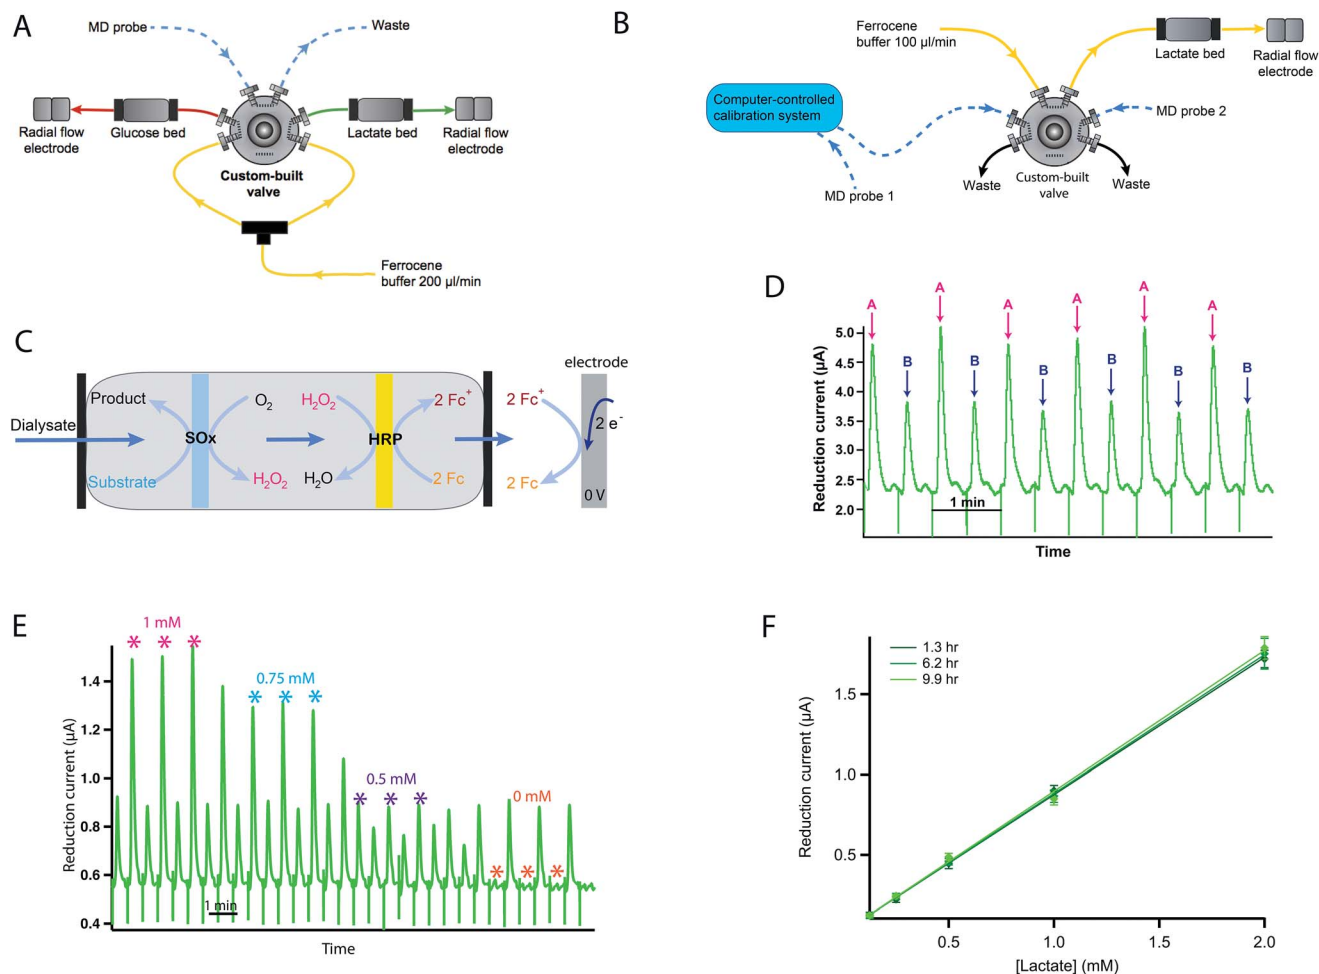 A
MD probe
Waste
Radial flow
electrode
Glucose bed
Lactate bed
Radial flow
electrode
Custom-built
valve
Ferrocene
buffer 200 µl/min
B
Ferrocene
buffer 100 µl/min
Lactate bed
Radial flow
electrode
Computer-controlled
calibration system
MD probe 2
MD probe 1
Waste
Custom-built
valve
Waste
C
electrode
Dialysate
Product
O2
H2O2
2 Fc+
2 Fc+
SOx
HRP
2 e-
Substrate
H2O2
H2O
2 Fc
2 Fc
0 V
D
A
A
A
A
A
A
B
B
B
B
B
B
5.0
4.5
4.0
3.5
3.0
2.5
2.0
Reduction current (µA)
1 min
Time
E
1 mM
0.75 mM
0.5 mM
0 mM
* * *
* * *
* * *
* * *
1.4
1.2
1.0
0.8
0.6
0.4
Reduction current (µA)
1 min
Time
F
1.3 hr
6.2 hr
9.9 hr
1.5
1.0
0.5
Reduction current (µA)
0.5
1.0
1.5
2.0
[Lactate] (mM)